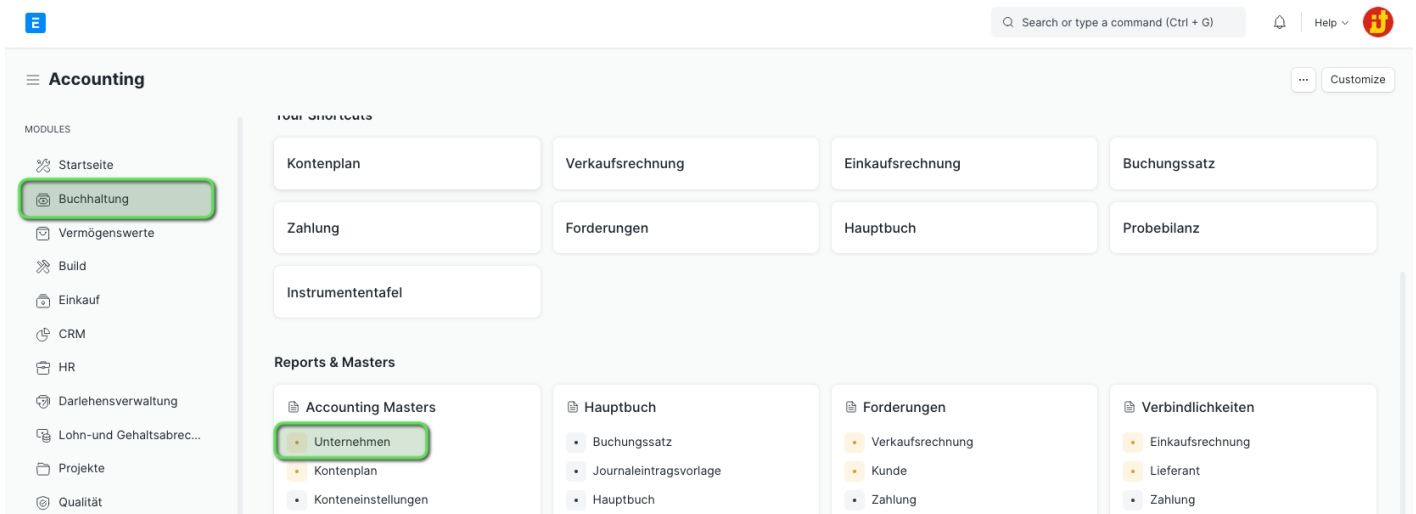 E
Search or type a command (Ctrl + G)
Help
Accounting
Customize
MODULES
Startseite
Buchhaltung
Vermögenswerte
Build
Einkauf
CRM
HR
Darlehensverwaltung
Lohn-und Gehaltsabrec...
Projekte
Qualität
Your Shortcuts
Kontenplan
Verkaufsrechnung
Einkaufsrechnung
Buchungssatz
Zahlung
Forderungen
Hauptbuch
Probebilanz
Instrumententafel
Reports & Masters
Accounting Masters
Unternehmen
Kontenplan
Konteneinstellungen
Hauptbuch
Buchungssatz
Journaleintragsvorlage
Hauptbuch
Forderungen
Verkaufsrechnung
Kunde
Zahlung
Verbindlichkeiten
Einkaufsrechnung
Lieferant
Zahlung